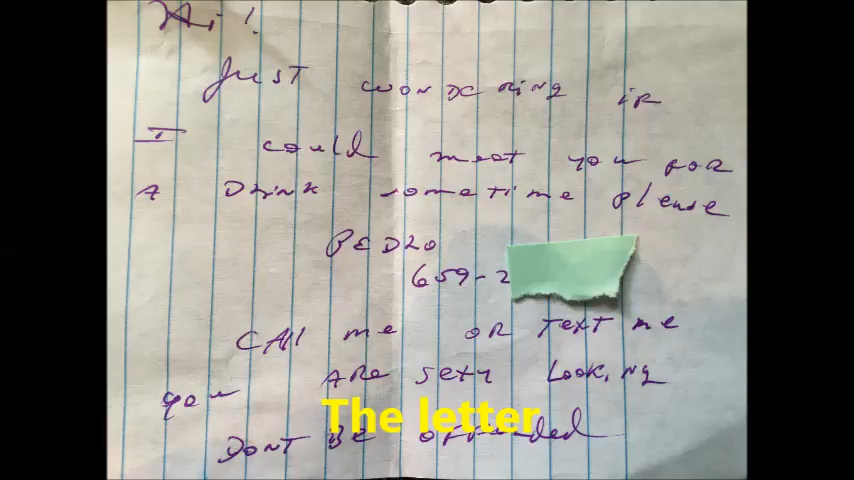 Hi!
Just wondering if
I could meet you for
A Drink sometime please
PEDRO
659-2
CAll me OR Text me
you ARe sexy Looking
The letter
DONT BE offended